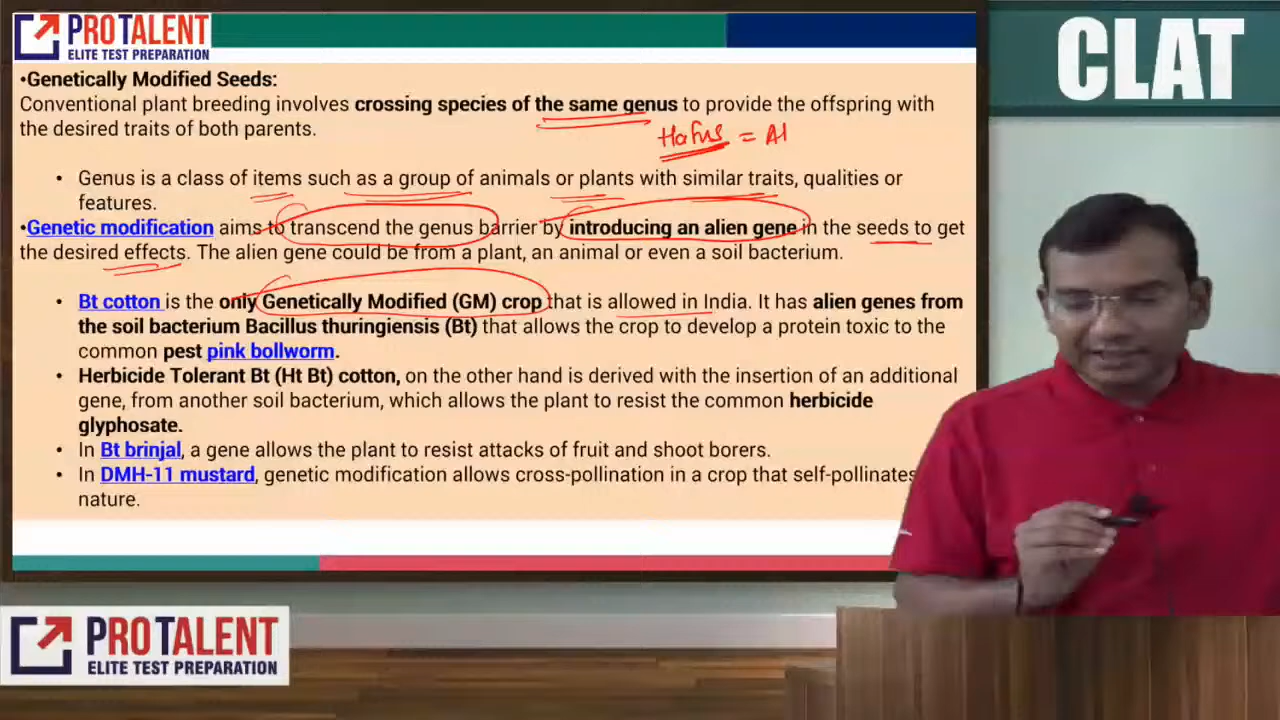 PROTALENT
ELITE TEST PREPARATION
CLAT
•Genetically Modified Seeds:
Conventional plant breeding involves crossing species of the same genus to provide the offspring with
the desired traits of both parents.
Hafus = Al
• Genus is a class of items such as a group of animals or plants with similar traits, qualities or
features.
•Genetic modification aims to transcend the genus barrier by introducing an alien gene in the seeds to get
the desired effects. The alien gene could be from a plant, an animal or even a soil bacterium.
• Bt cotton is the only Genetically Modified (GM) crop that is allowed in India. It has alien genes from
the soil bacterium Bacillus thuringiensis (Bt) that allows the crop to develop a protein toxic to the
common pest pink bollworm.
• Herbicide Tolerant Bt (Ht Bt) cotton, on the other hand is derived with the insertion of an additional
gene, from another soil bacterium, which allows the plant to resist the common herbicide
glyphosate.
• In Bt brinjal, a gene allows the plant to resist attacks of fruit and shoot borers.
• In DMH-11 mustard, genetic modification allows cross-pollination in a crop that self-pollinates
nature.
PROTALENT
ELITE TEST PREPARATION